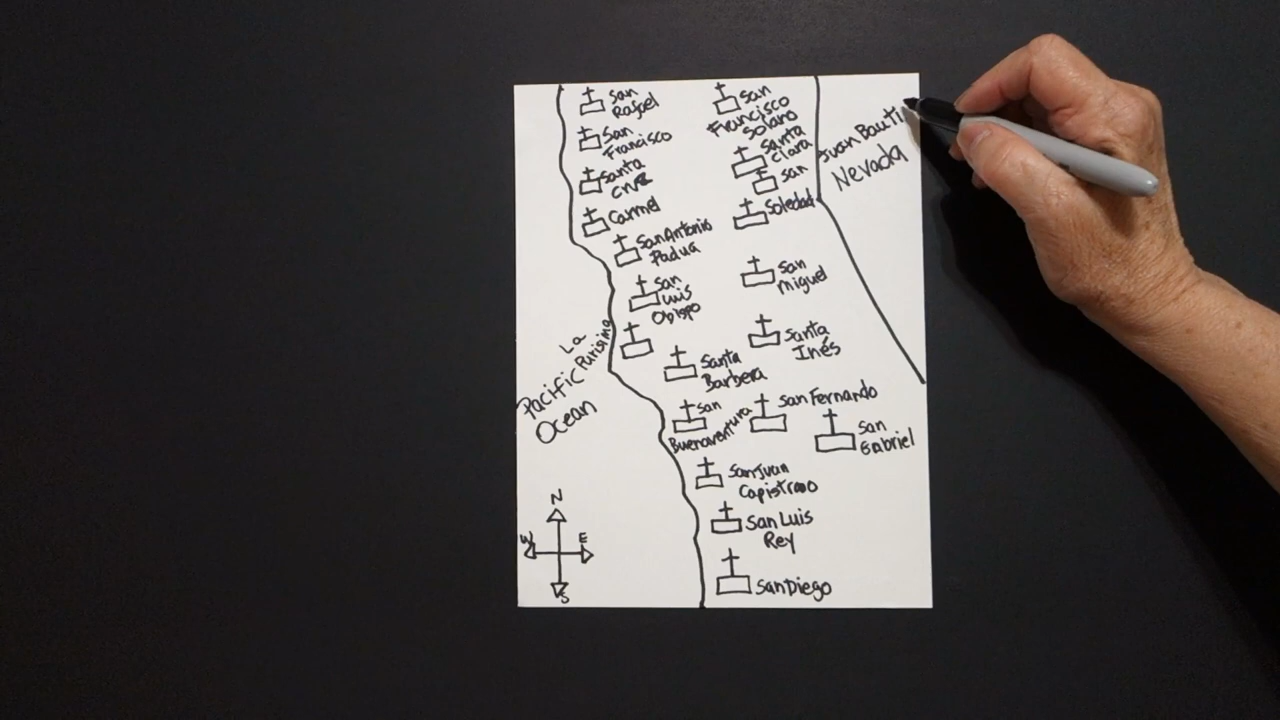 San
Rafael
San
Francisco
Solano
San
Francisco
Santa
Clara
Santa
Cruz
San
Juan Bauti
Nevada
Carmel
Soledad
San Antonio
Padua
San
Luis
Obispo
San
Miguel
La
Purisima
Santa
Inés
Santa
Barbera
Pacific
Ocean
San
Buenaventura
San Fernando
San
Gabriel
San Juan
Capistrano
San Luis
Rey
San Diego
N
W
E
S